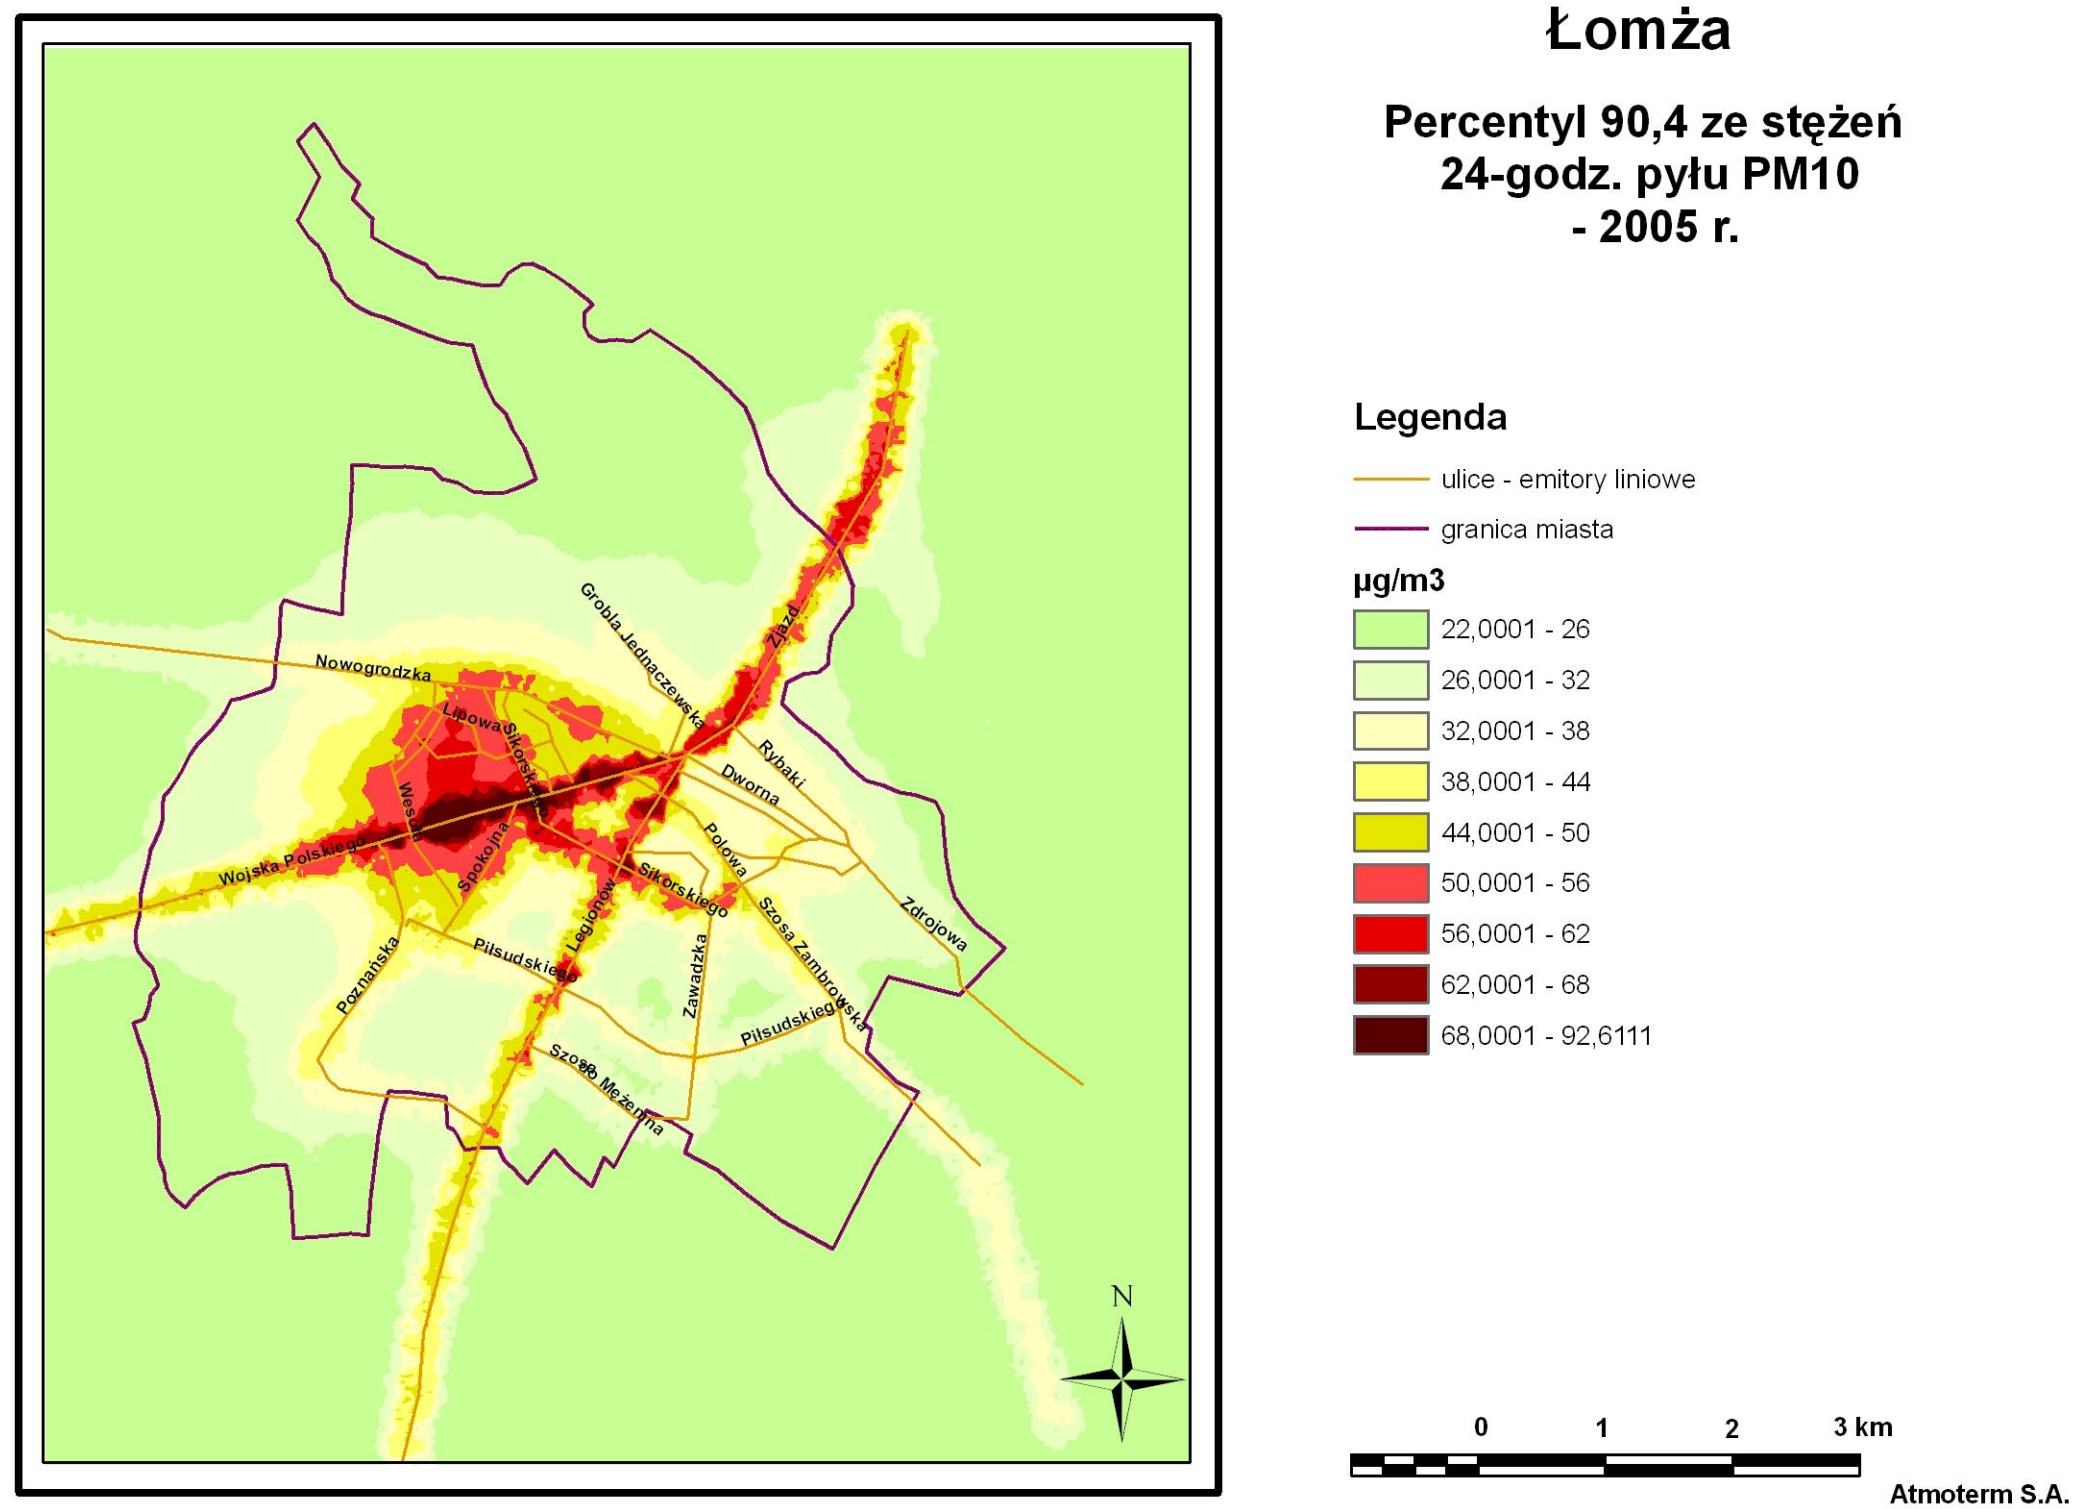 Łomża
Percentyl 90,4 ze stężeń
24-godz. pyłu PM10
- 2005 r.
Legenda
ulice - emitory liniowe
granica miasta
µg/m3
22,0001 - 26
26,0001 - 32
32,0001 - 38
38,0001 - 44
44,0001 - 50
50,0001 - 56
56,0001 - 62
62,0001 - 68
68,0001 - 92,6111
Grobla Jednaczewska
Zjazd
Nowogrodzka
Lipowa
Sikorskiego
Rybaki
Dworna
Wesoła
Polowa
Wojska Polskiego
Spokojna
Sikorskiego
Legionów
Szosa Zambrowska
Zdrojowa
Poznańska
Piłsudskiego
Zawadzka
Piłsudskiego
Szosa do Mężenina
N
0 1 2 3 km
Atmoterm S.A.